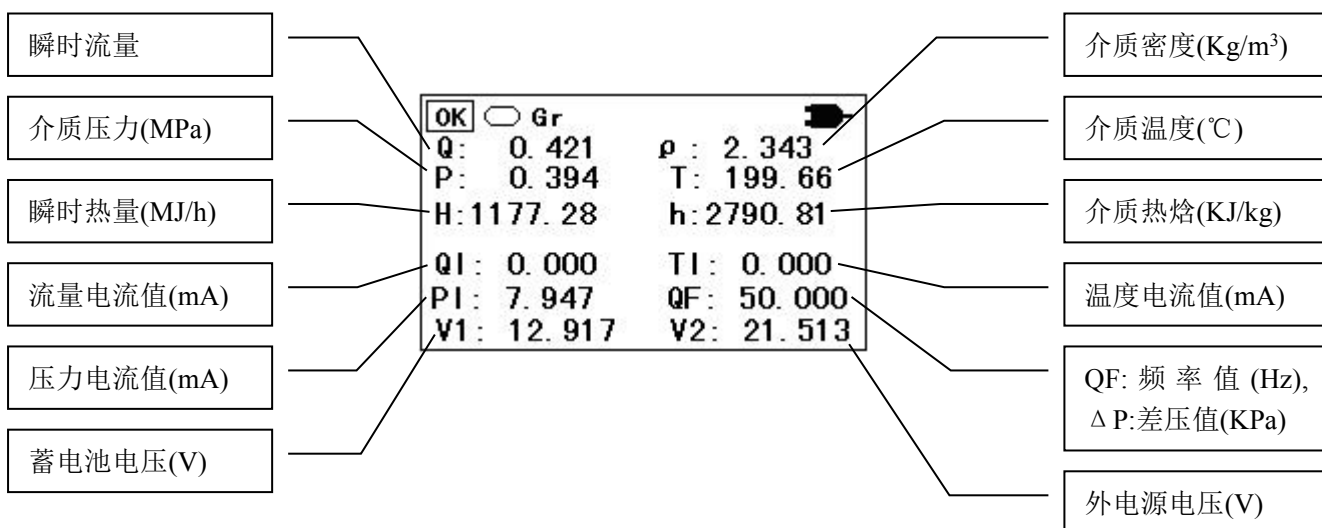 瞬时流量
介质压力(MPa)
瞬时热量(MJ/h)
流量电流值(mA)
压力电流值(mA)
蓄电池电压(V)
OK Gr
Q: 0.421 ρ: 2.343
P: 0.394 T: 199.66
H:1177.28 h:2790.81
QI: 0.000 TI: 0.000
PI: 7.947 QF: 50.000
V1: 12.917 V2: 21.513
介质密度(Kg/m³)
介质温度(℃)
介质热焓(KJ/kg)
温度电流值(mA)
QF: 频率值(Hz),
ΔP:差压值(KPa)
外电源电压(V)